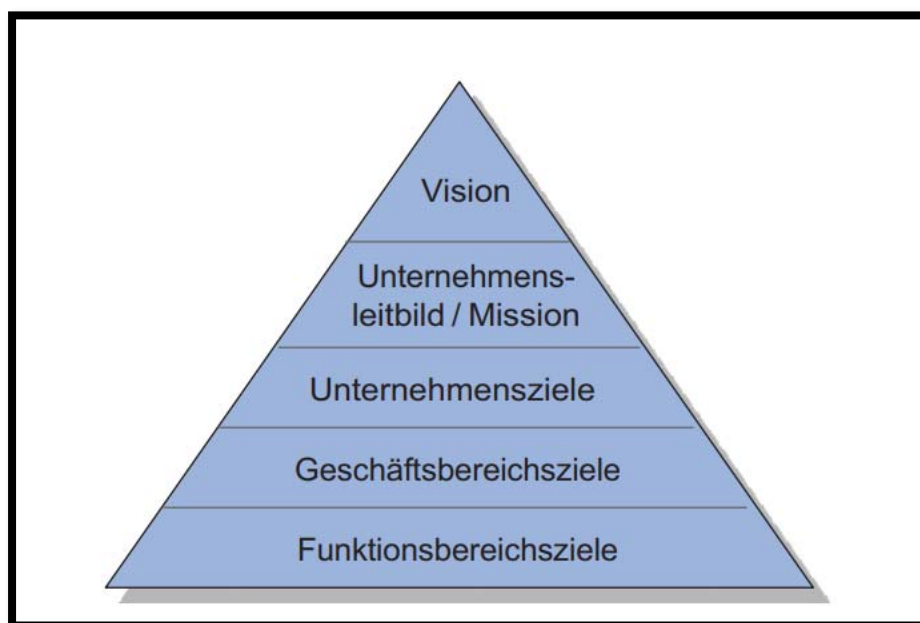 Vision
Unternehmens-
leitbild / Mission
Unternehmensziele
Geschäftsbereichsziele
Funktionsbereichsziele